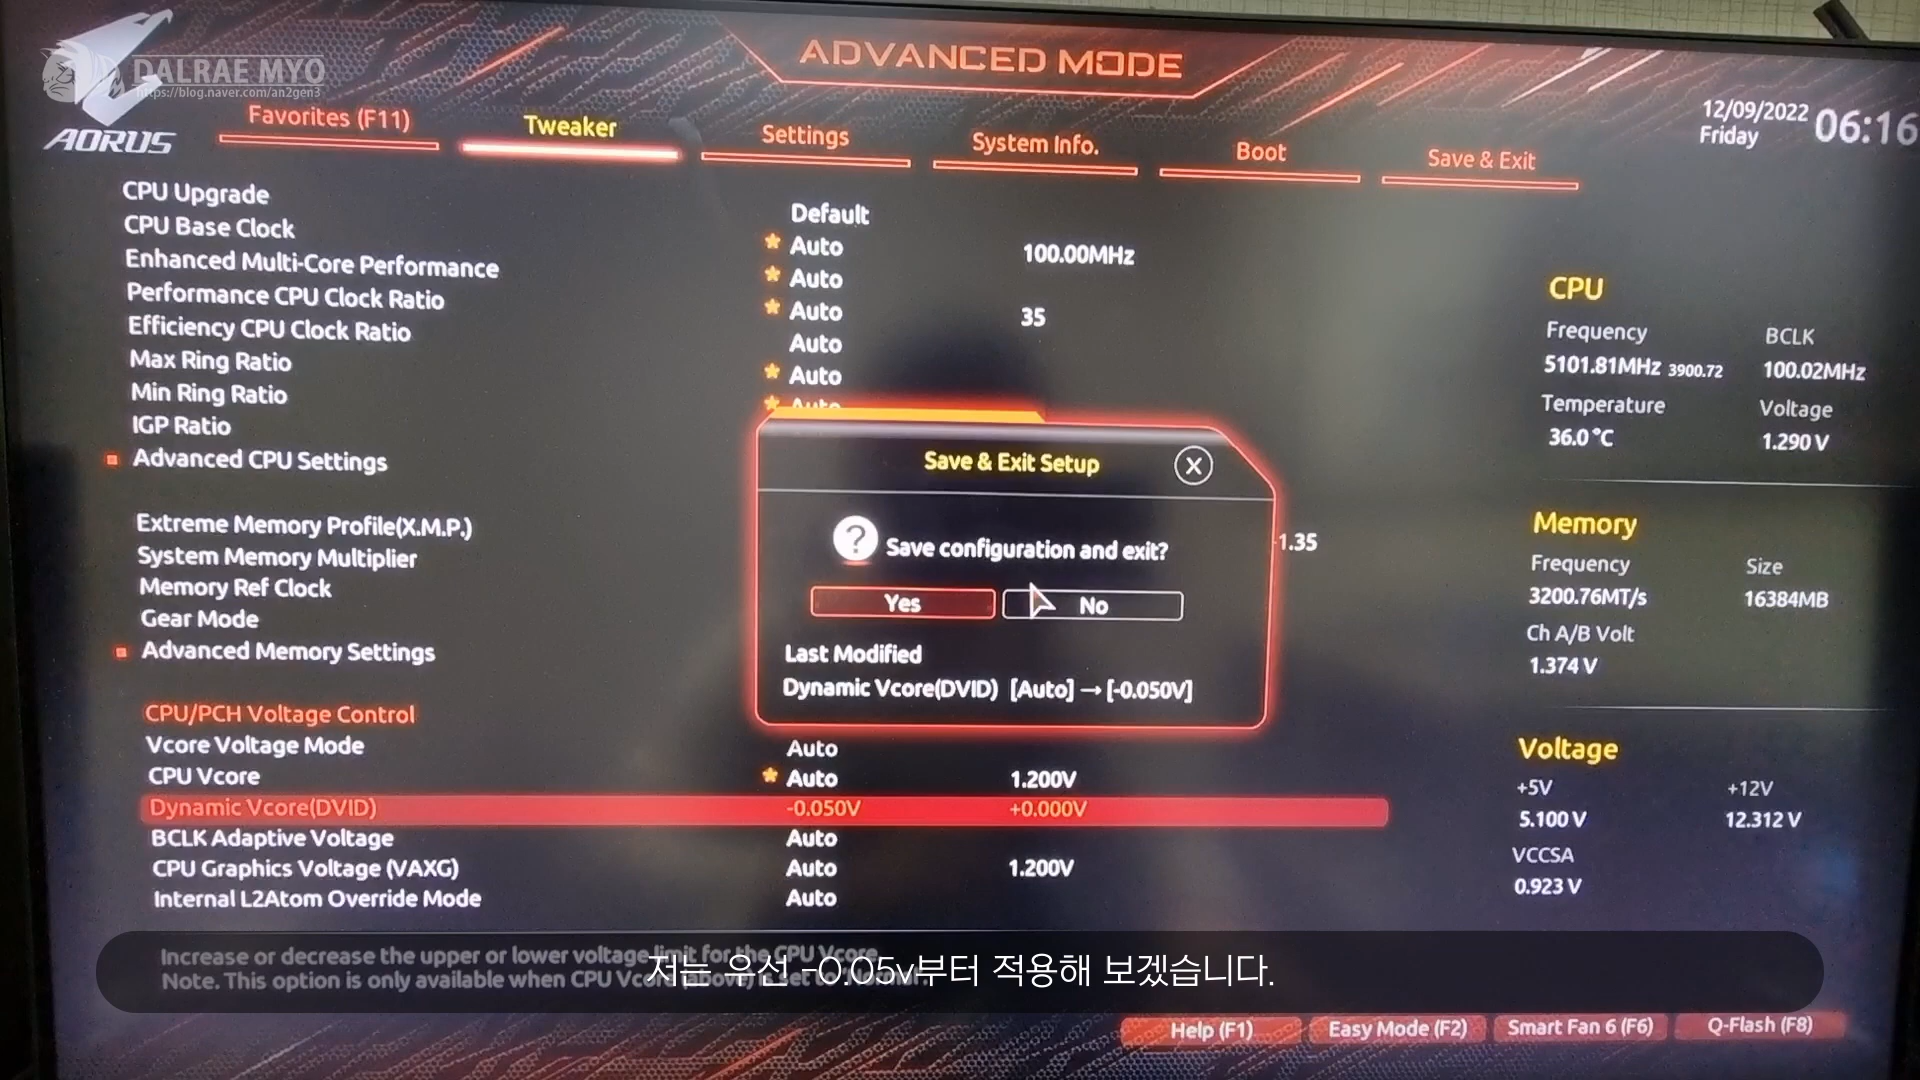 ADVANCED MODE
DALRAE MYO
https://blog.naver.com/an2gen3
AORUS
12/09/2022
Friday
06:16
Favorites (F11)
Tweaker
Settings
System Info.
Boot
Save & Exit
CPU Upgrade Default
CPU Base Clock Auto 100.00MHz
Enhanced Multi-Core Performance Auto
Performance CPU Clock Ratio Auto 35
Efficiency CPU Clock Ratio Auto
Max Ring Ratio Auto
Min Ring Ratio Auto
IGP Ratio
Advanced CPU Settings
Extreme Memory Profile(X.M.P.) -1.35
System Memory Multiplier
Memory Ref Clock
Gear Mode
Advanced Memory Settings
CPU/PCH Voltage Control
Vcore Voltage Mode Auto
CPU Vcore Auto 1.200V
Dynamic Vcore(DVID) -0.050V +0.000V
BCLK Adaptive Voltage Auto
CPU Graphics Voltage (VAXG) Auto 1.200V
Internal L2Atom Override Mode Auto
Save & Exit Setup
Save configuration and exit?
Yes No
Last Modified
Dynamic Vcore(DVID) [Auto] → [-0.050V]
CPU
Frequency BCLK
5101.81MHz 3900.72 100.02MHz
Temperature Voltage
36.0 °C 1.290 V
Memory
Frequency Size
3200.76MT/s 16384MB
Ch A/B Volt
1.374 V
Voltage
+5V +12V
5.100 V 12.312 V
VCCSA
0.923 V
Increase or decrease the upper or lower voltage limit for the CPU Vcore.
Note. This option is only available when CPU Vcore (above) is set to
저는 우선 -0.05v부터 적용해 보겠습니다.
Help (F1)
Easy Mode (F2)
Smart Fan 6 (F6)
Q-Flash (F8)